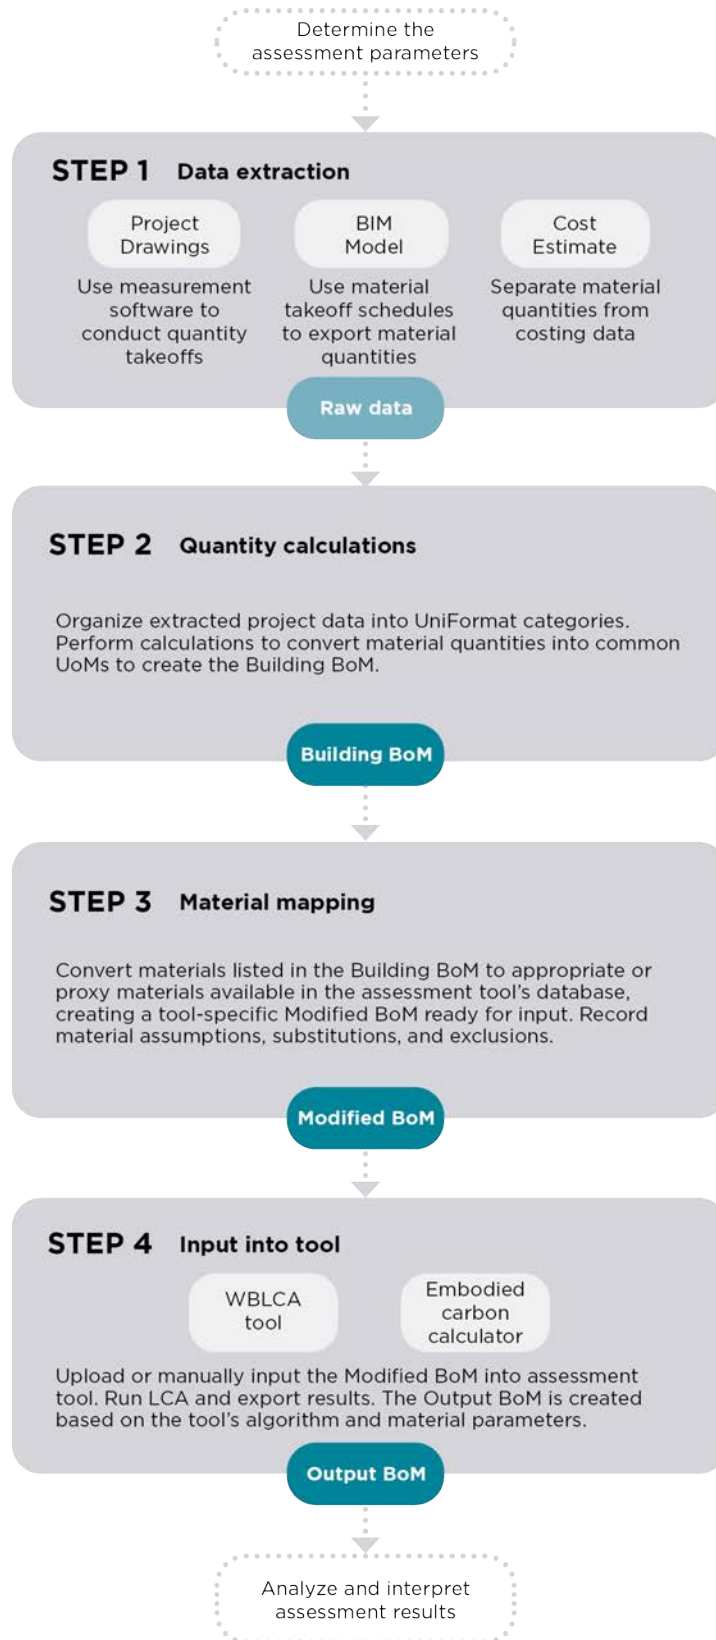 Determine the
assessment parameters
STEP 1 Data extraction
Project
Drawings
Use measurement
software to
conduct quantity
takeoffs
BIM
Model
Use material
takeoff schedules
to export material
quantities
Cost
Estimate
Separate material
quantities from
costing data
Raw data
STEP 2 Quantity calculations
Organize extracted project data into UniFormat categories.
Perform calculations to convert material quantities into common
UoMs to create the Building BoM.
Building BoM
STEP 3 Material mapping
Convert materials listed in the Building BoM to appropriate or
proxy materials available in the assessment tool's database,
creating a tool-specific Modified BoM ready for input. Record
material assumptions, substitutions, and exclusions.
Modified BoM
STEP 4 Input into tool
WBLCA
tool
Embodied
carbon
calculator
Upload or manually input the Modified BoM into assessment
tool. Run LCA and export results. The Output BoM is created
based on the tool's algorithm and material parameters.
Output BoM
Analyze and interpret
assessment results